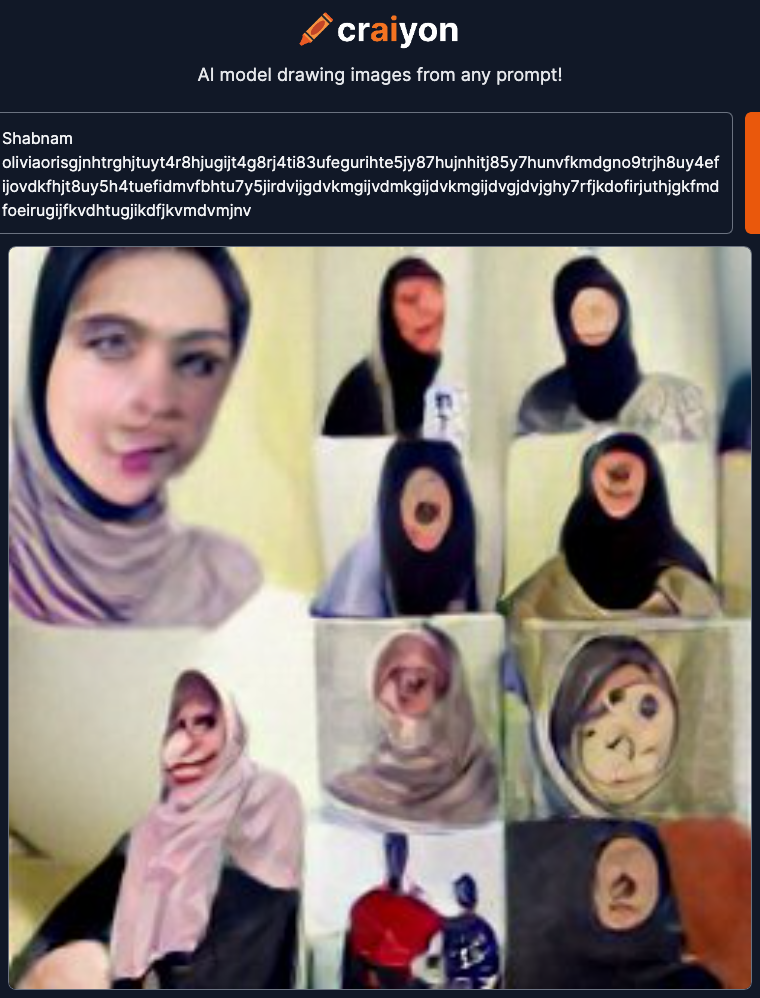 craiyon
AI model drawing images from any prompt!
Shabnam
oliviaorisgjnhtrghjtuyt4r8hjugijt4g8rj4ti83ufegurihte5jy87hujnhitj85y7hunvfkmdgno9trjh8uy4ef
ijovdkfhjt8uy5h4tuefidmvfbhtu7y5jirdvijgdvkmgijvdmkgijdvkmgijdvgjdvjghy7rfjkdofirjuthjgkfmd
foeirugijfkvdhtugjikdfjkvmdvmjnv